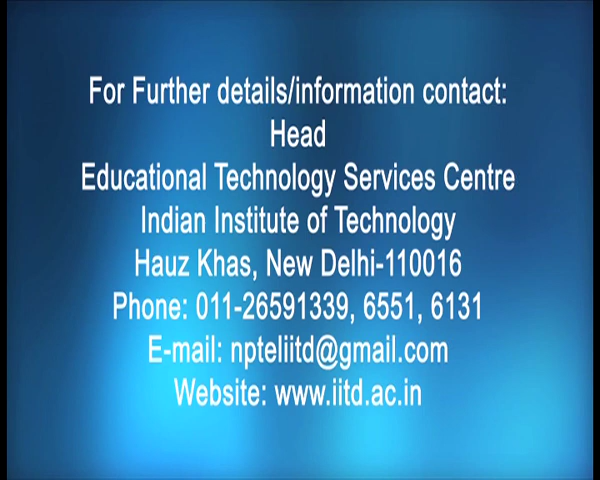 For Further details/information contact:
Head
Educational Technology Services Centre
Indian Institute of Technology
Hauz Khas, New Delhi-110016
Phone: 011-26591339, 6551, 6131
E-mail: npteliitd@gmail.com
Website: www.iitd.ac.in